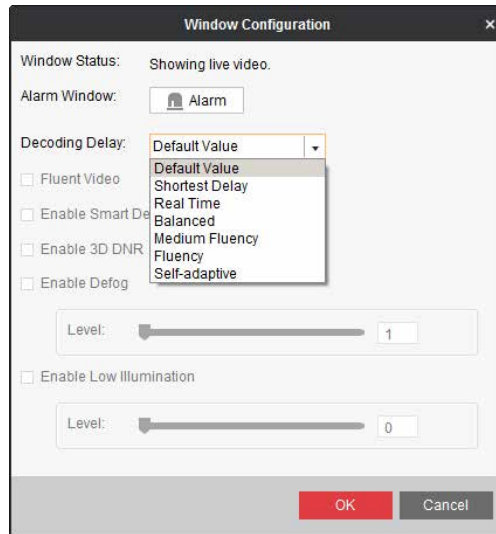 Window Configuration ×
Window Status: Showing live video.
Alarm Window: Alarm
Decoding Delay: Default Value
Default Value
Fluent Video
Shortest Delay
Real Time
Enable Smart De
Balanced
Medium Fluency
Enable 3D DNR
Fluency
Self-adaptive
Enable Defog
Level: 1
Enable Low Illumination
Level: 0
OK Cancel